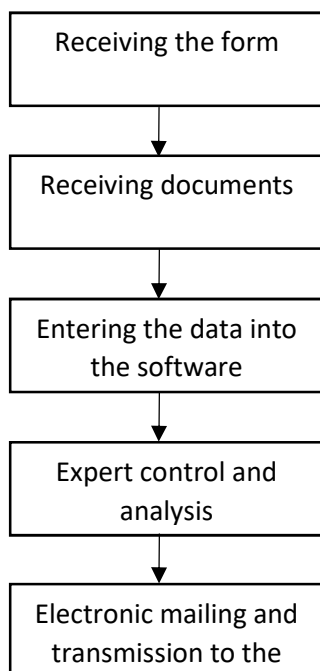 Receiving the form
Receiving documents
Entering the data into
the software
Expert control and
analysis
Electronic mailing and
transmission to the